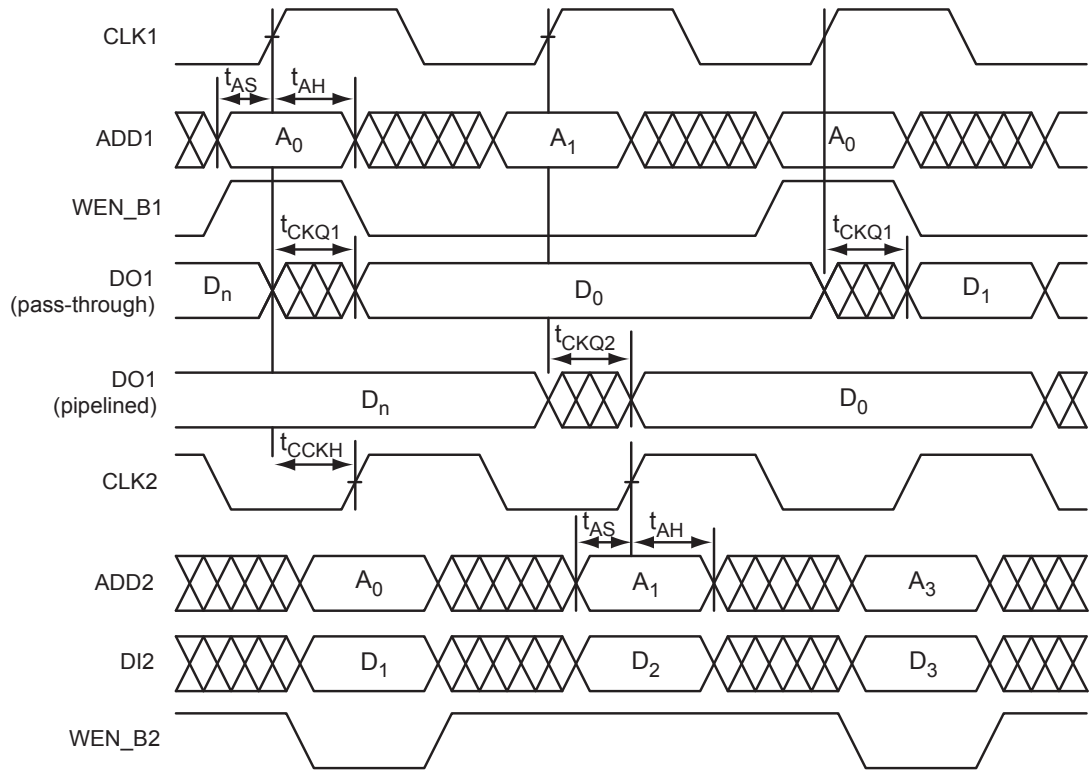 CLK1
t_AS t_AH
ADD1 A_0 A_1 A_0
WEN_B1
t_CKQ1 t_CKQ1
DO1
(pass-through) D_n D_0 D_1
t_CKQ2
DO1
(pipelined) D_n D_0
t_CCKH
CLK2
t_AS t_AH
ADD2 A_0 A_1 A_3
DI2 D_1 D_2 D_3
WEN_B2